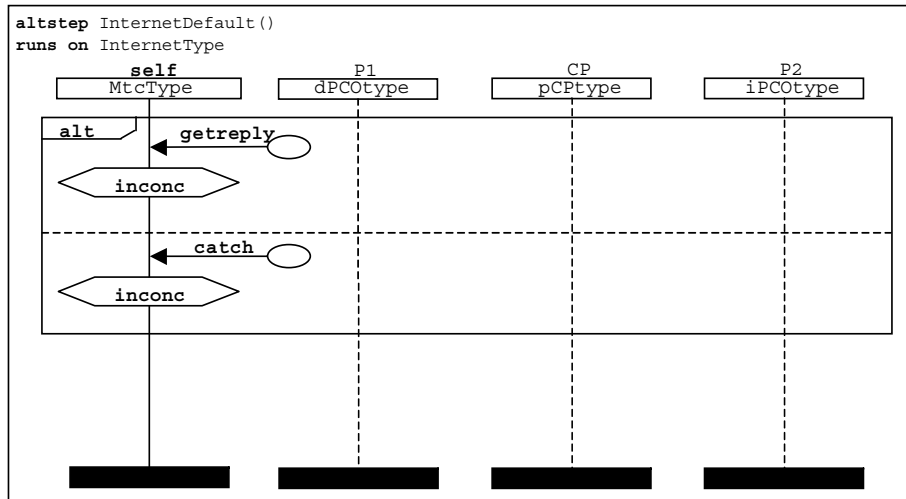 altstep InternetDefault()
runs on InternetType
self P1 CP P2
MtcType dPCOtype pCPtype iPCOtype
alt getreply
inconc
catch
inconc